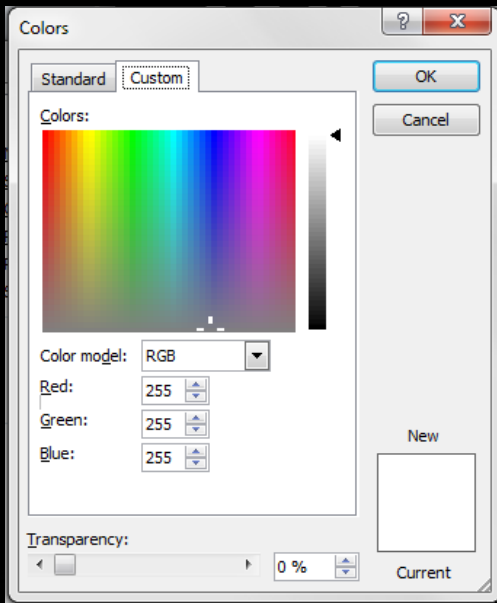 Colors
?
Standard
Custom
OK
Cancel
Colors:
Color model: RGB
Red: 255
Green: 255
Blue: 255
New
Transparency:
0 %
Current